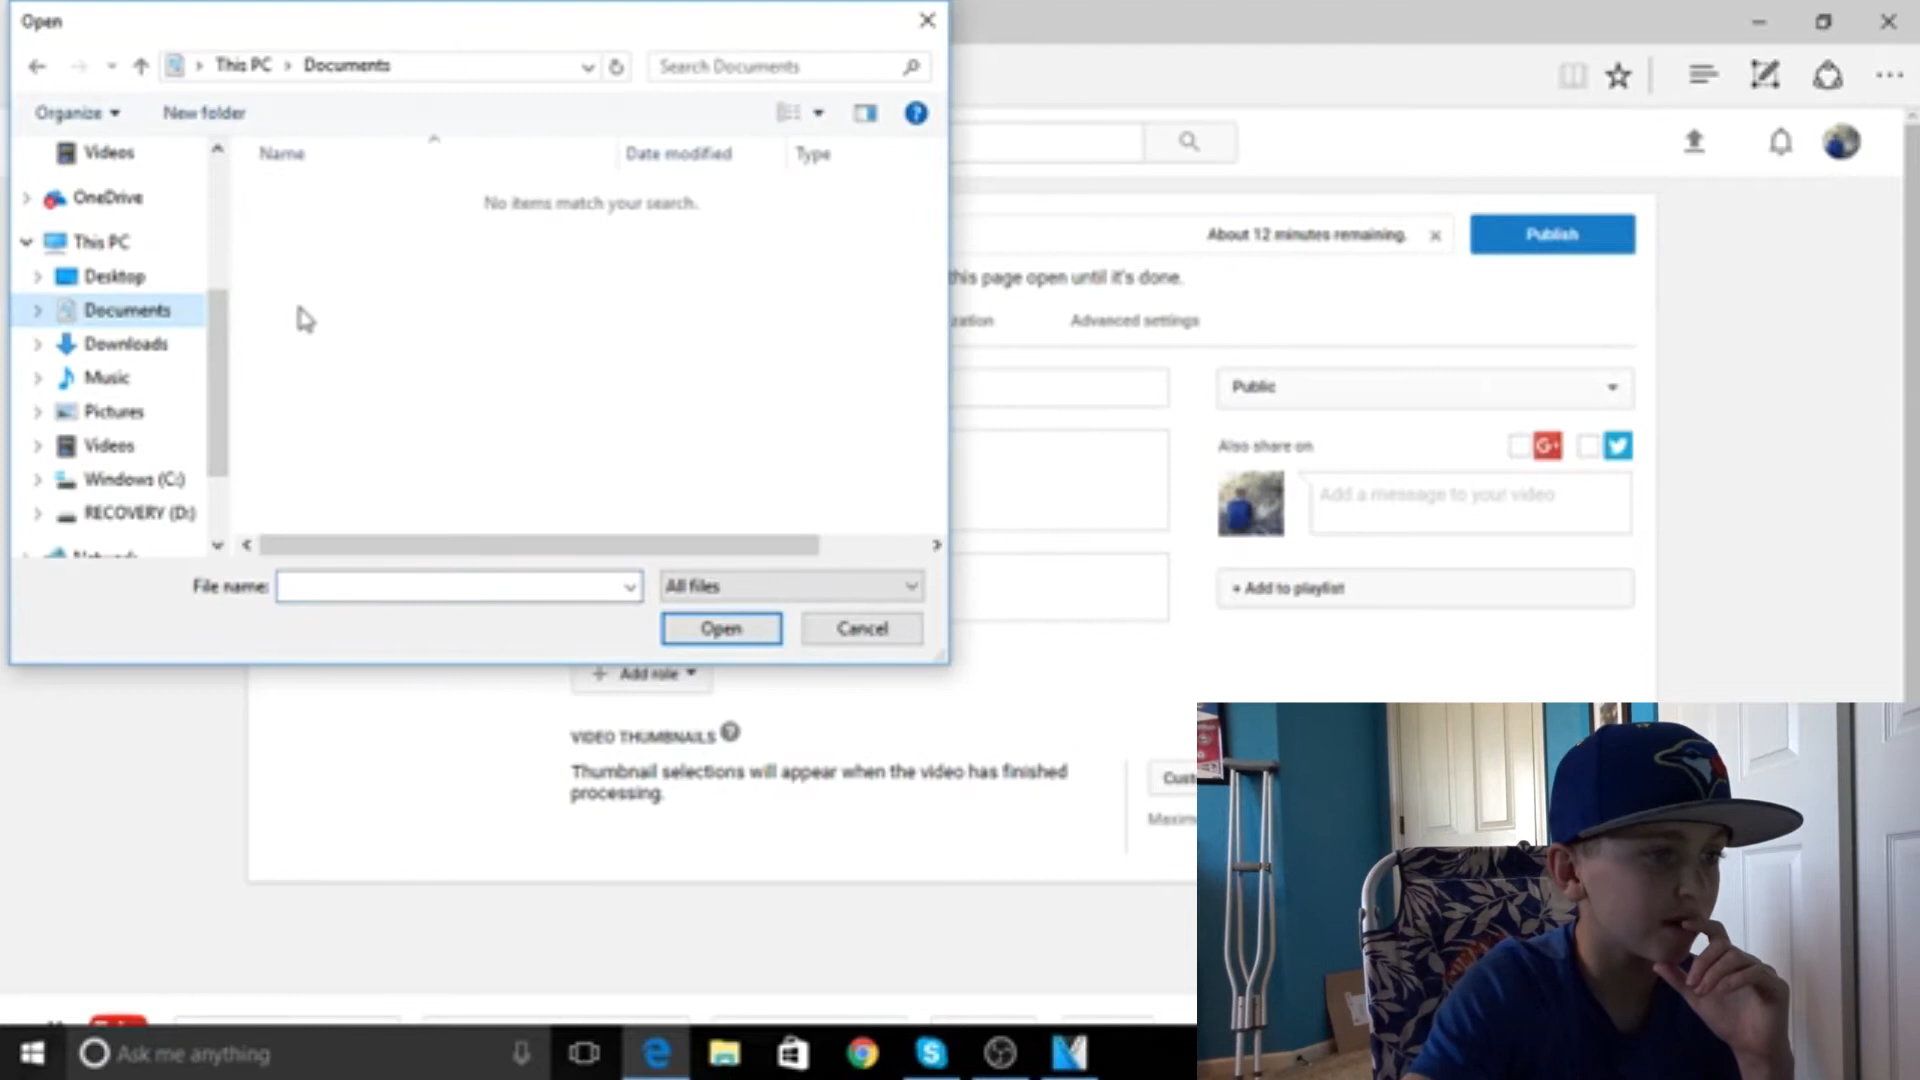 Open
This PC
Documents
Search Documents
Organize
New folder
Name
Date modified
Type
No items match your search.
Videos
OneDrive
This PC
Desktop
Documents
Downloads
Music
Pictures
Videos
Windows (C:)
RECOVERY (D:)
File name:
All files
Open
Cancel
About 12 minutes remaining.
Publish
this page open until it's done.
zation
Advanced settings
Public
Also share on
G+
Add a message to your video
+ Add to playlist
+ Add role
VIDEO THUMBNAILS
Thumbnail selections will appear when the video has finished
processing.
Ask me anything